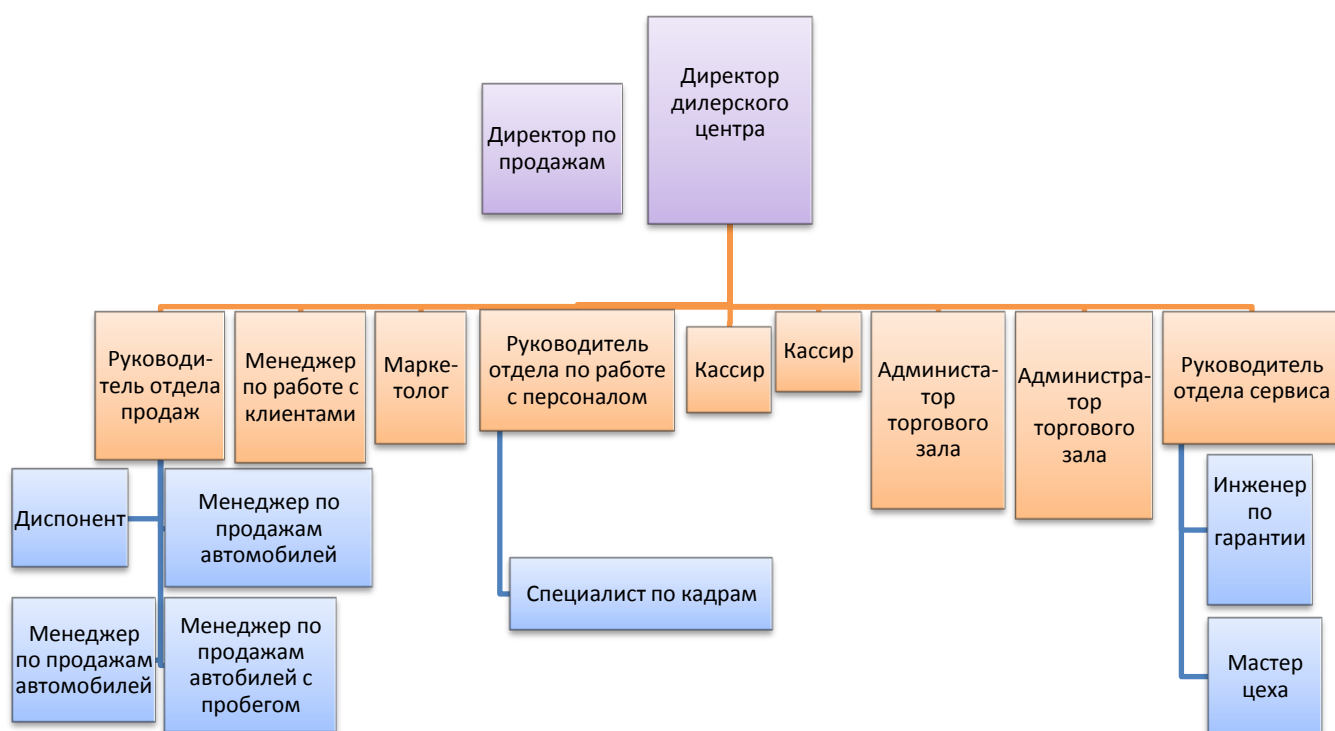 Директор
дилерского
центра
Директор по
продажам
Руководи-
тель отдела
продаж
Менеджер
по работе с
клиентами
Марке-
толог
Руководитель
отдела по работе
с персоналом
Кассир
Кассир
Администа-
тор
торгового
зала
Администра-
тор
торгового
зала
Руководитель
отдела сервиса
Диспонент
Менеджер по
продажам
автомобилей
Инженер
по
гарантии
Специалист по кадрам
Менеджер
по продажам
автомобилей
Менеджер по
продажам
автобилей с
пробегом
Мастер
цеха